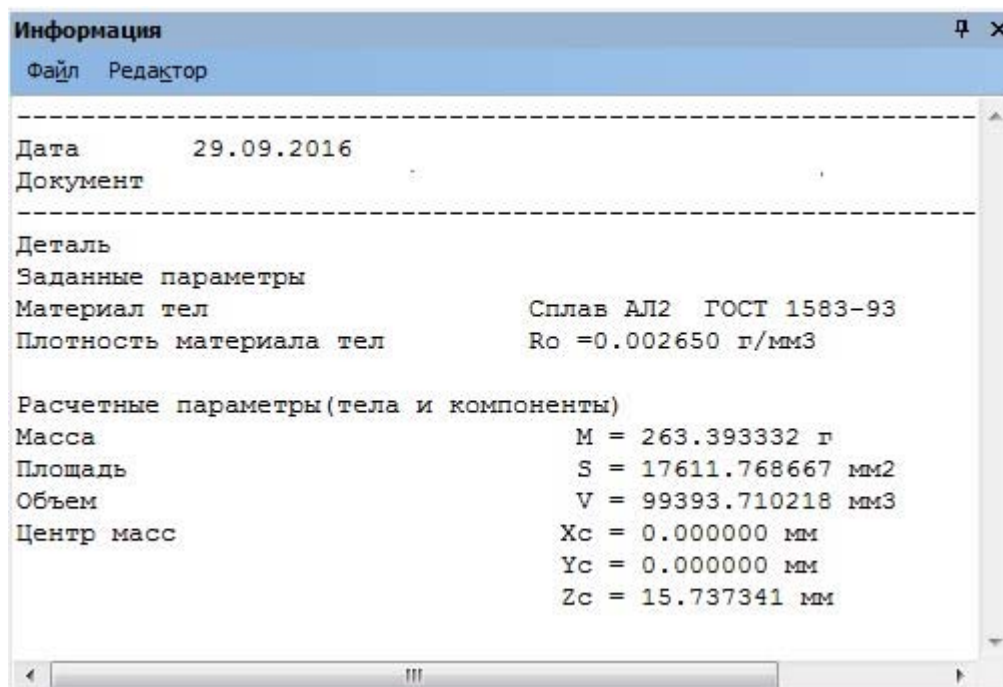 Информация
Файл Редактор
------------------------------------------------------------
Дата 29.09.2016
Документ
------------------------------------------------------------
Деталь
Заданные параметры
Материал тел Сплав АЛ2 ГОСТ 1583-93
Плотность материала тел Ro =0.002650 г/мм3
Расчетные параметры(тела и компоненты)
Масса M = 263.393332 г
Площадь S = 17611.768667 мм2
Объем V = 99393.710218 мм3
Центр масс Xc = 0.000000 мм
Yc = 0.000000 мм
Zc = 15.737341 мм